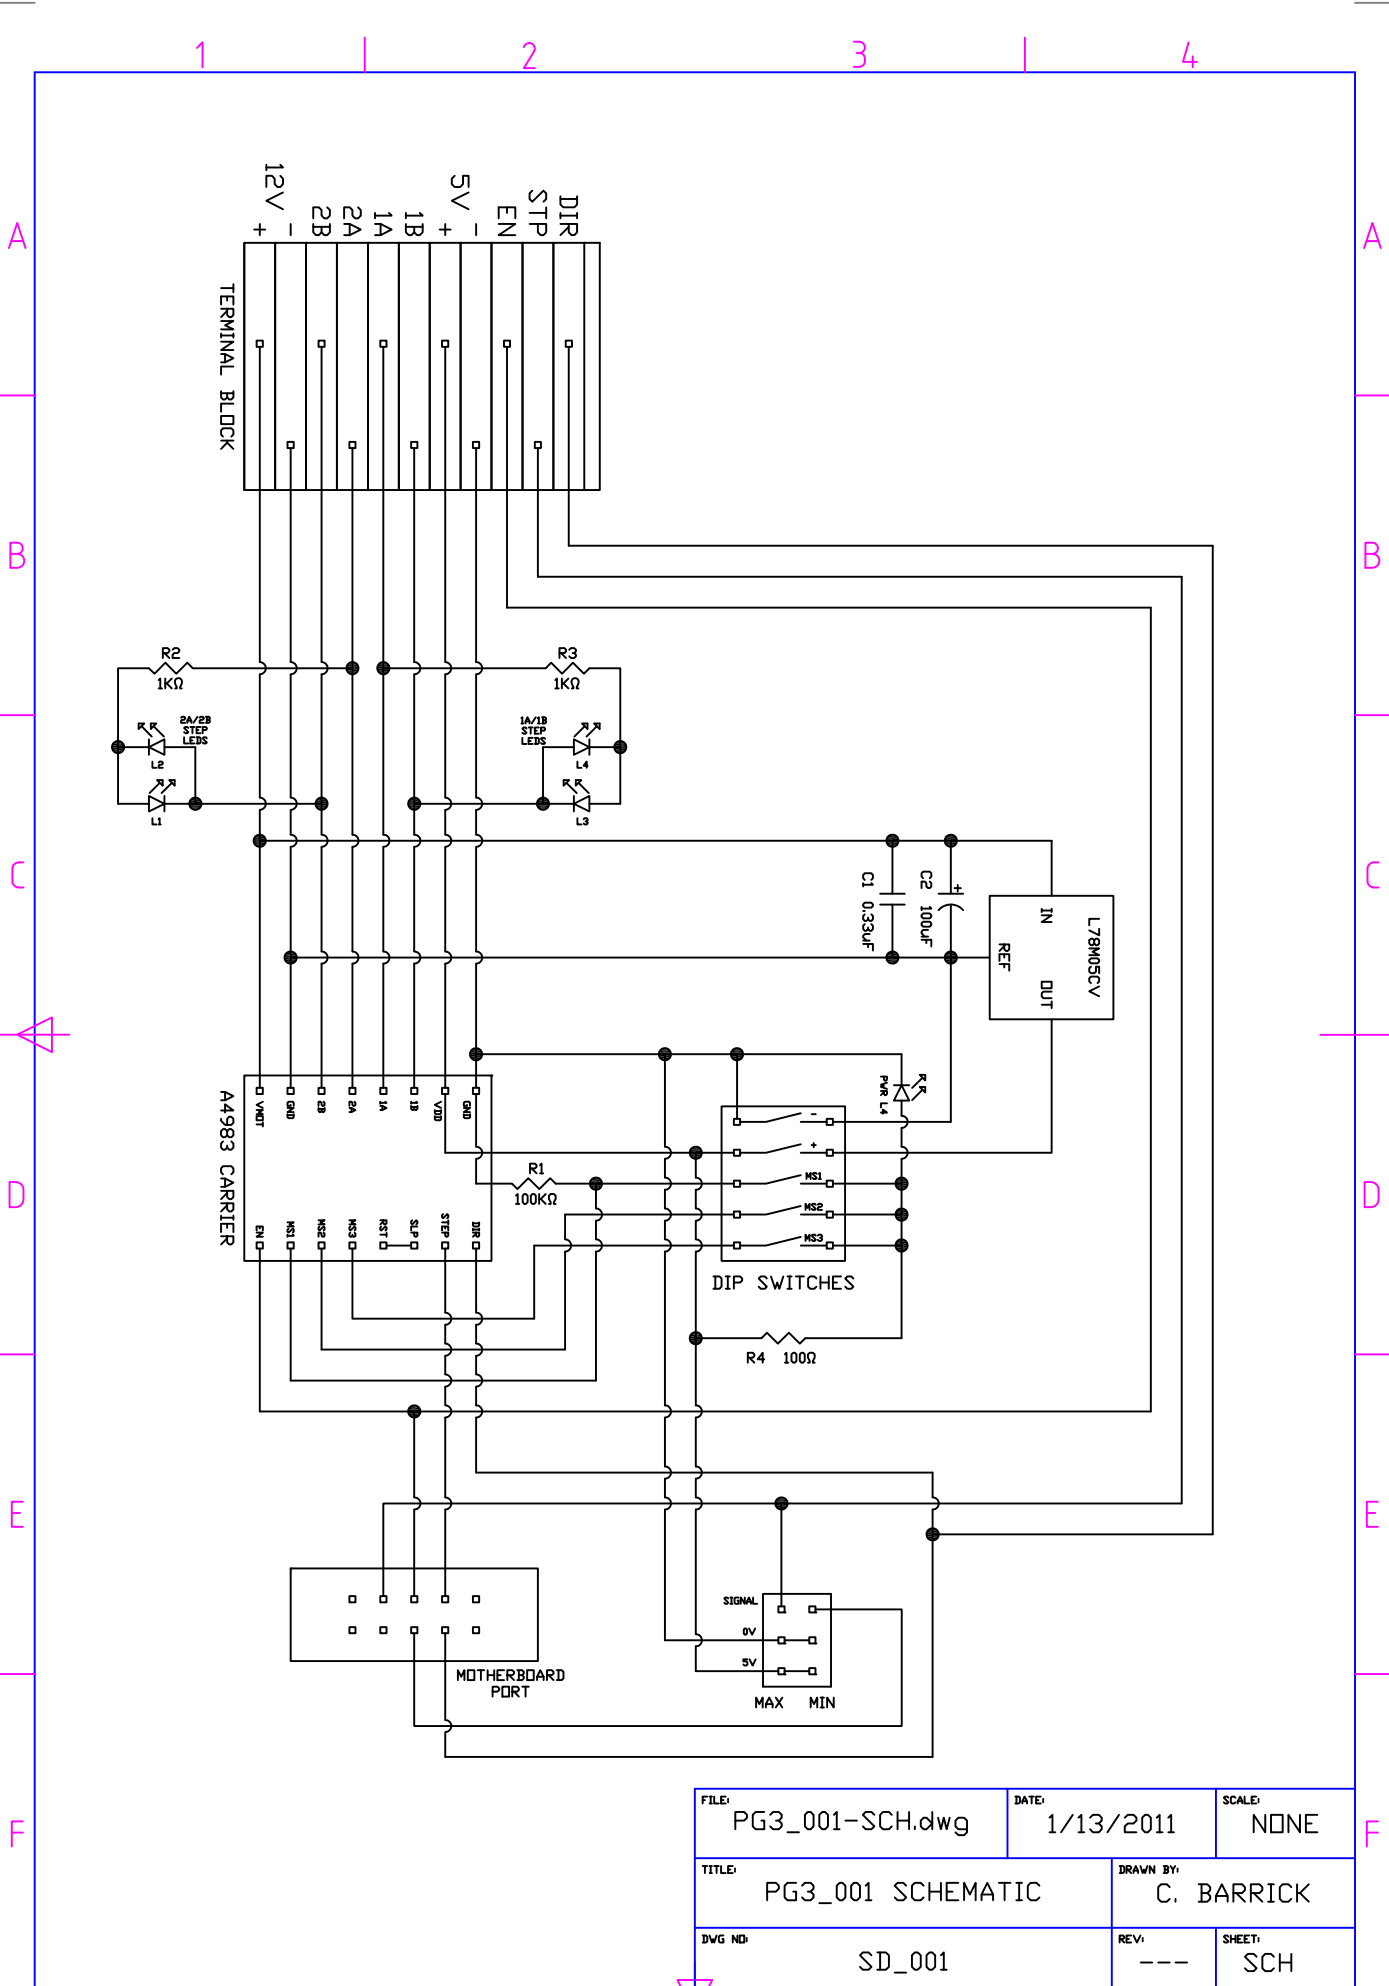 1 2 3 4
A A
B B
C C
D D
E E
F F
12V
+ -
2B
2A
1A
1B
5V
+ -
EN
STP
DIR
TERMINAL BLOCK
R2
1KΩ
2A/2B
STEP
LEDS
L2
L1
R3
1KΩ
1A/1B
STEP
LEDS
L4
L3
C1 0.33uF
C2 100uF
+
IN
OUT
REF
L78M05CV
PWR L4
A4983 CARRIER
VMOT
GND
2B
2A
1A
1B
VDD
GND
EN
MS1
MS2
MS3
RST
SLP
STEP
DIR
R1
100KΩ
-
+
MS1
MS2
MS3
DIP SWITCHES
R4 100Ω
MOTHERBOARD
PORT
SIGNAL
0V
5V
MAX MIN
FILE: PG3_001-SCH.dwg
DATE: 1/13/2011
SCALE: NONE
TITLE: PG3_001 SCHEMATIC
DRAWN BY: C. BARRICK
DWG NO: SD_001
REV: ---
SHEET: SCH